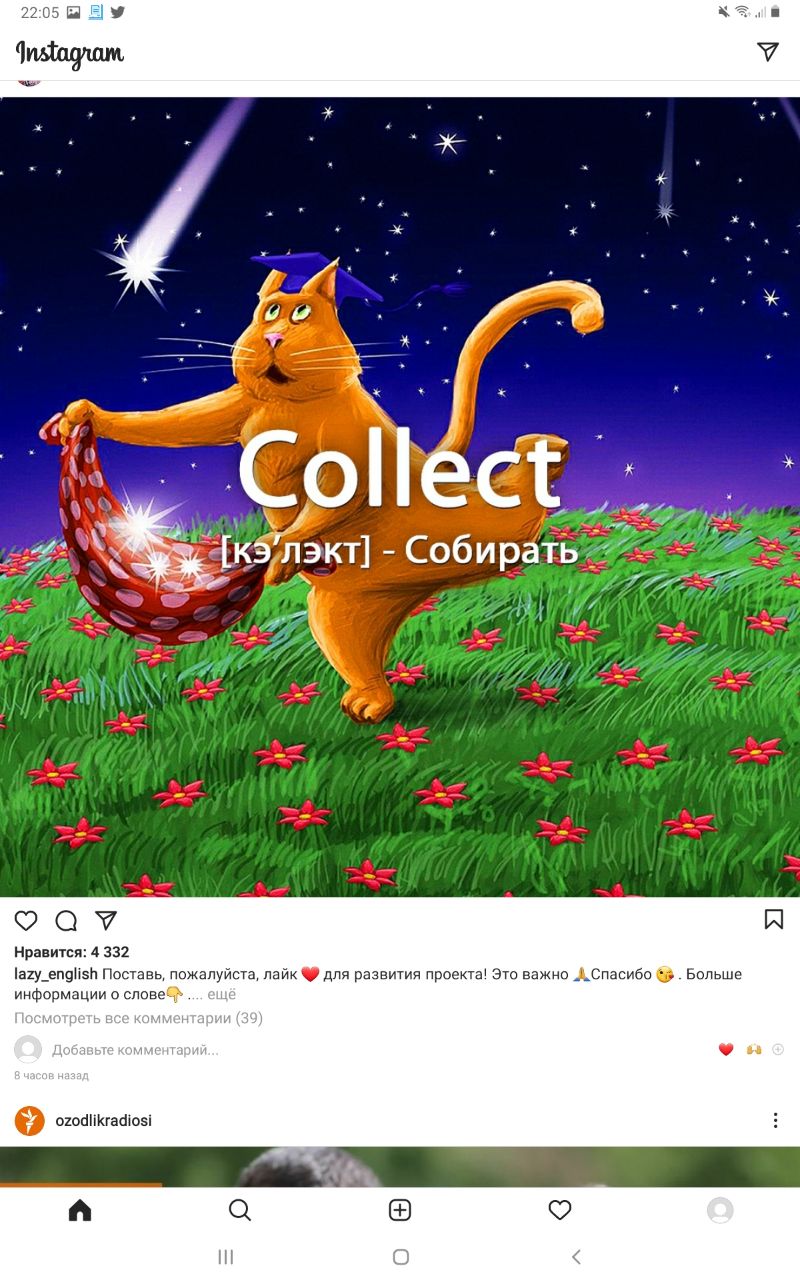 22:05
Instagram
Collect
[кэ′лэкт] - Собирать
Нравится: 4 332
lazy_english Поставь, пожалуйста, лайк ❤️ для развития проекта! Это важно 🙏Спасибо 😘 . Больше
информации о слове👇 .... ещё
Посмотреть все комментарии (39)
Добавьте комментарий...
8 часов назад
ozodlikradiosi